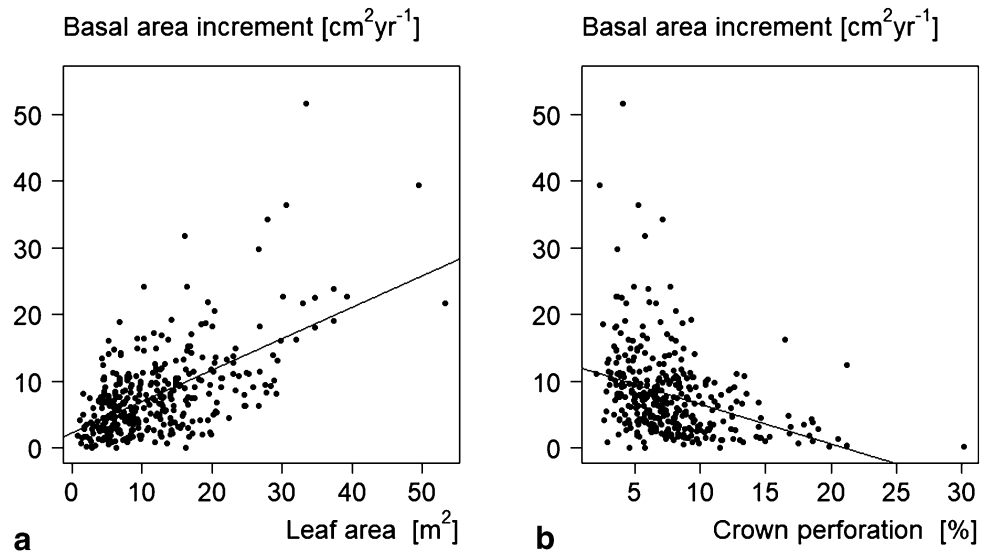 Basal area increment [cm²yr⁻¹]
50
40
30
20
10
0
0 10 20 30 40 50
Leaf area [m²]
a
Basal area increment [cm²yr⁻¹]
50
40
30
20
10
0
5 10 15 20 25 30
Crown perforation [%]
b